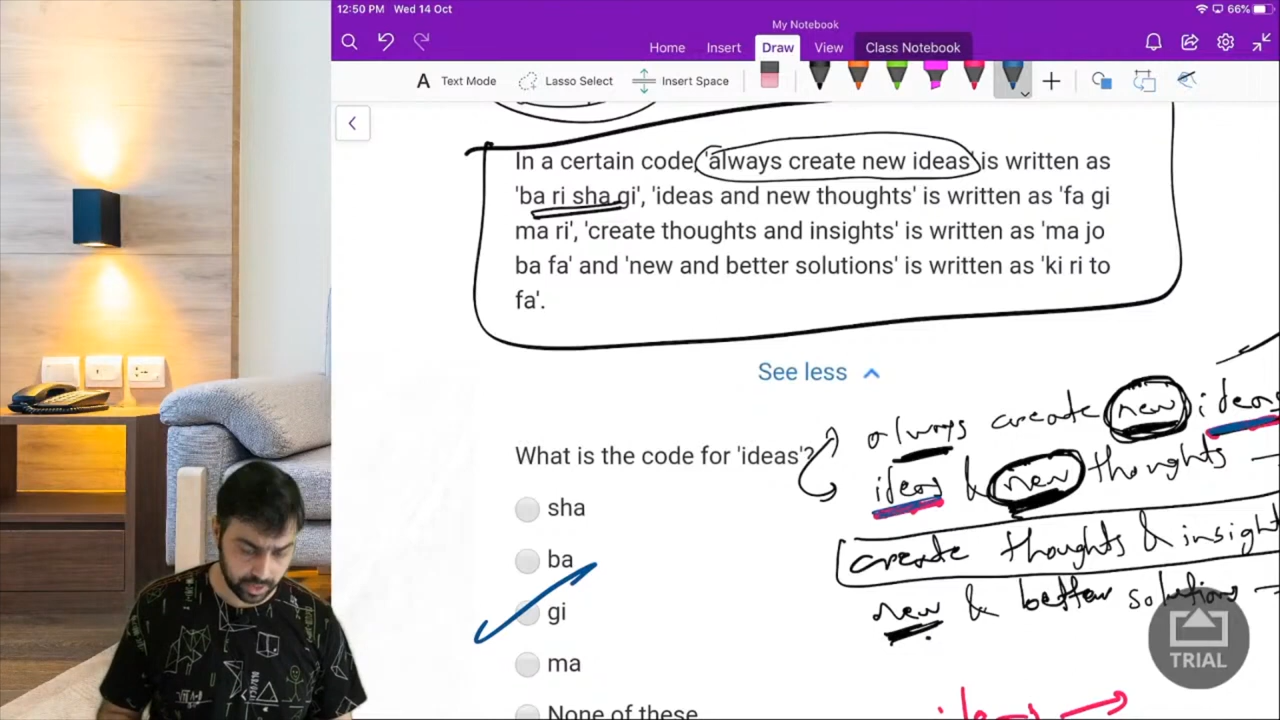 12:50 PM Wed 14 Oct
66%
My Notebook
Home Insert Draw View Class Notebook
A Text Mode Lasso Select Insert Space
In a certain code, 'always create new ideas' is written as
'ba ri sha gi', 'ideas and new thoughts' is written as 'fa gi
ma ri', 'create thoughts and insights' is written as 'ma jo
ba fa' and 'new and better solutions' is written as 'ki ri to
fa'.
See less
always create new ideas
What is the code for 'ideas'?
ideas & new thoughts
sha
create thoughts & insight
ba
new & better solutions
gi
TRIAL
ma
ideas
None of these